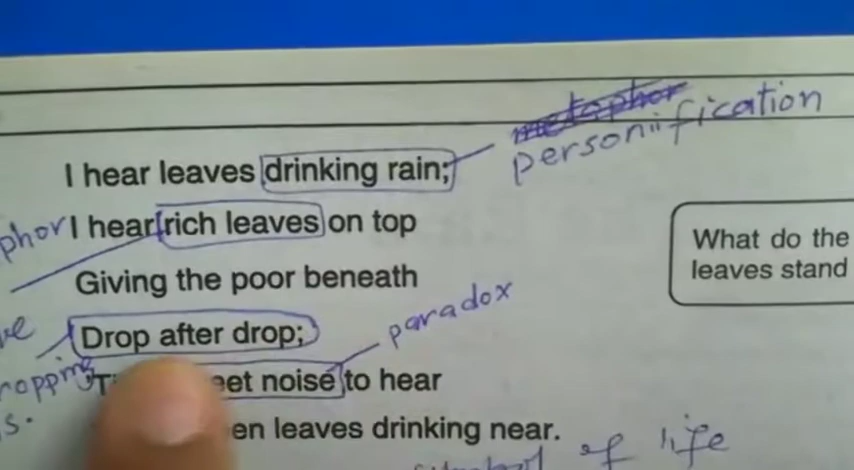 metaphor
personification
I hear leaves drinking rain;
phor I hear rich leaves on top
Giving the poor beneath
Drop after drop;
paradox
ropping
eet noise to hear
s.
en leaves drinking near.
of life
What do the
leaves stand